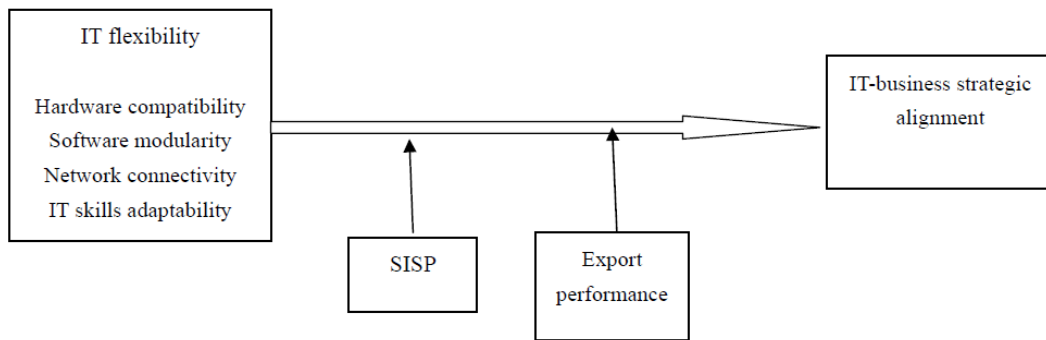 IT flexibility
Hardware compatibility
Software modularity
Network connectivity
IT skills adaptability
SISP
Export
performance
IT-business strategic
alignment